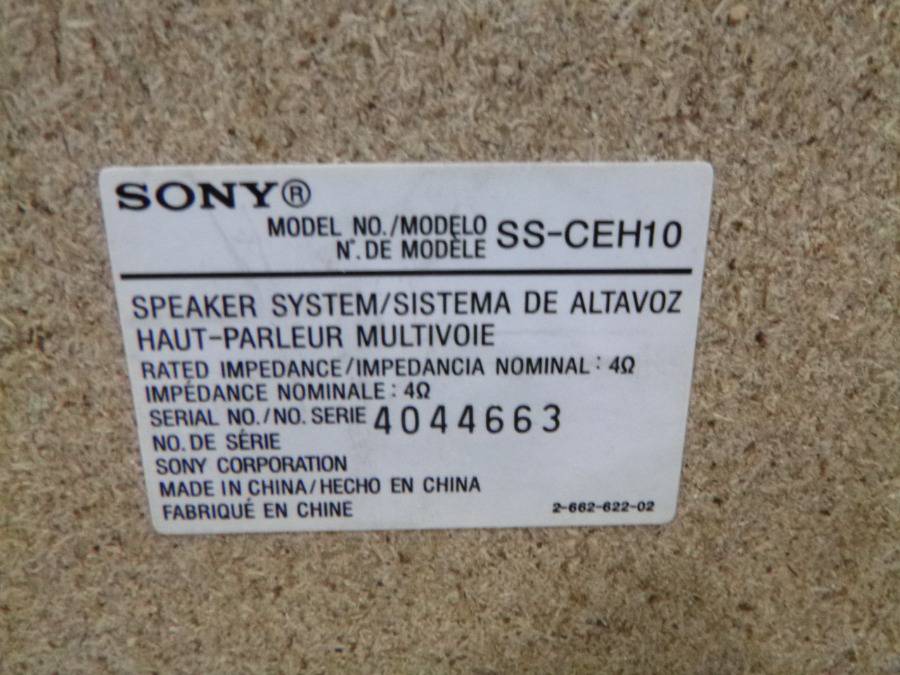 SONY®
MODEL NO./MODELO
N°. DE MODÈLE
SS-CEH10
SPEAKER SYSTEM/SISTEMA DE ALTAVOZ
HAUT-PARLEUR MULTIVOIE
RATED IMPEDANCE/IMPEDANCIA NOMINAL : 4Ω
IMPÉDANCE NOMINALE : 4Ω
SERIAL NO./NO. SERIE 4044663
NO. DE SÉRIE
SONY CORPORATION
MADE IN CHINA/HECHO EN CHINA
FABRIQUÉ EN CHINE
2-662-622-02